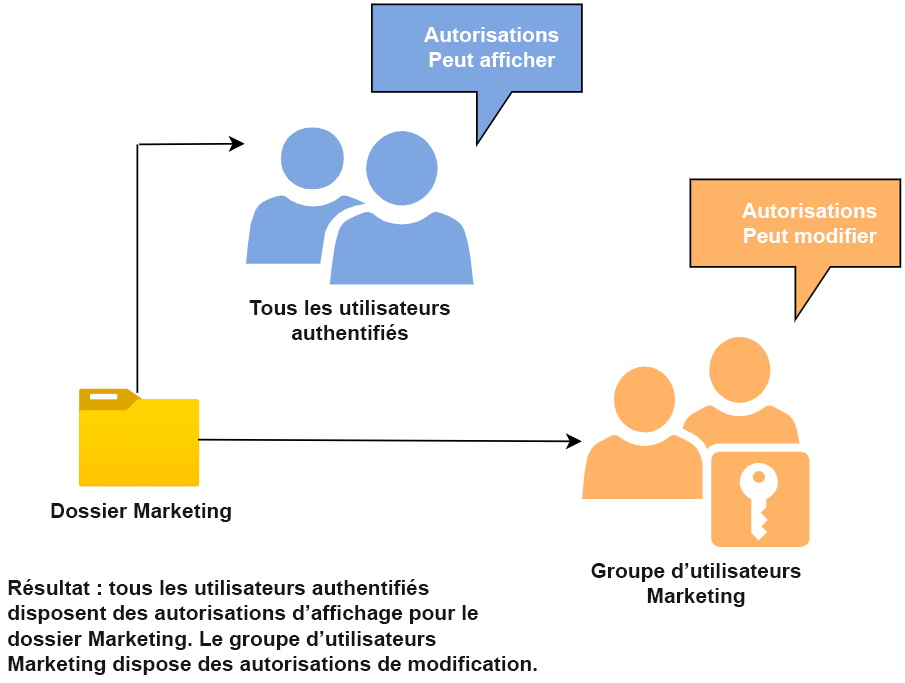 Autorisations
Peut afficher
Autorisations
Peut modifier
Tous les utilisateurs
authentifiés
Dossier Marketing
Groupe d’utilisateurs
Marketing
Résultat : tous les utilisateurs authentifiés
disposent des autorisations d’affichage pour le
dossier Marketing. Le groupe d’utilisateurs
Marketing dispose des autorisations de modification.